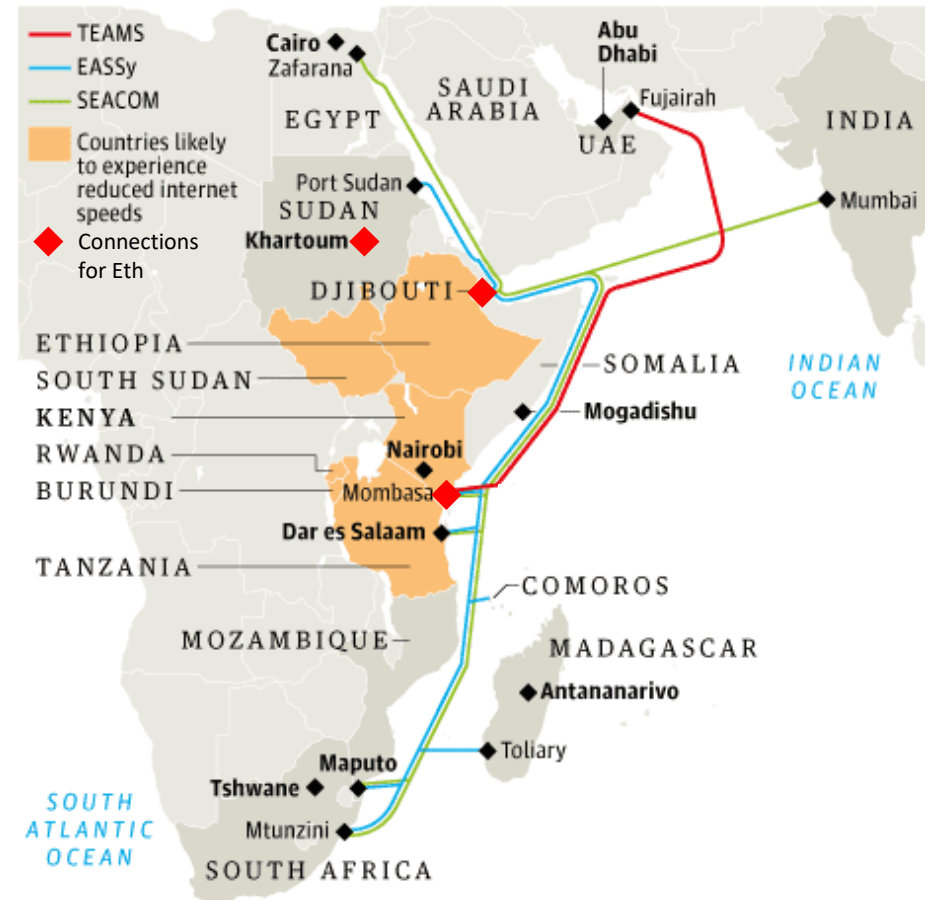 TEAMS
EASSy
SEACOM
Countries likely
to experience
reduced internet
speeds
Connections
for Eth
Cairo
Zafarana
EGYPT
SAUDI
ARABIA
Abu
Dhabi
Fujairah
UAE
INDIA
Mumbai
Port Sudan
SUDAN
Khartoum
DJIBOUTI
ETHIOPIA
SOUTH SUDAN
KENYA
RWANDA
BURUNDI
TANZANIA
SOMALIA
Mogadishu
INDIAN
OCEAN
Nairobi
Mombasa
Dar es Salaam
COMOROS
MOZAMBIQUE
MADAGASCAR
Antananarivo
Toliary
Maputo
Tshwane
Mtunzini
SOUTH AFRICA
SOUTH
ATLANTIC
OCEAN